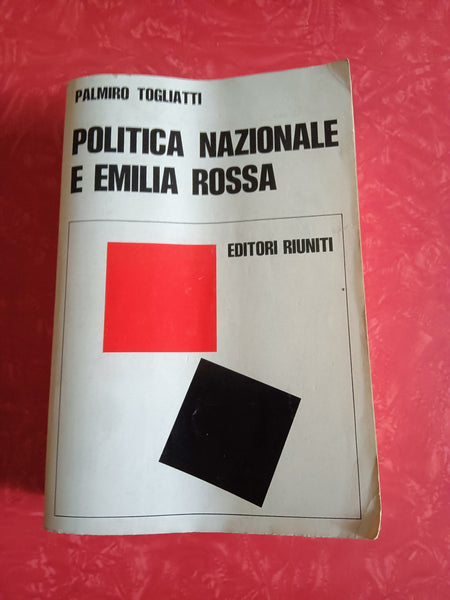 PALMIRO TOGLIATTI
POLITICA NAZIONALE
E EMILIA ROSSA
EDITORI RIUNITI